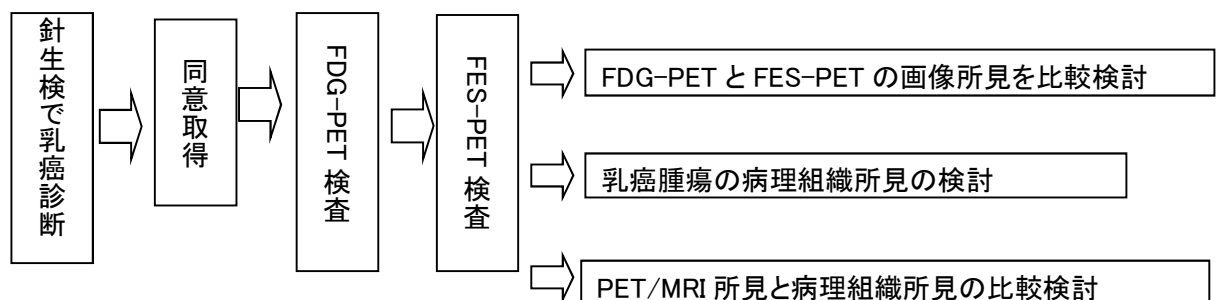 針生検で乳癌診断
同意取得
FDG-PET 検査
FES-PET 検査
FDG-PET と FES-PET の画像所見を比較検討
乳癌腫瘍の病理組織所見の検討
PET/MRI 所見と病理組織所見の比較検討